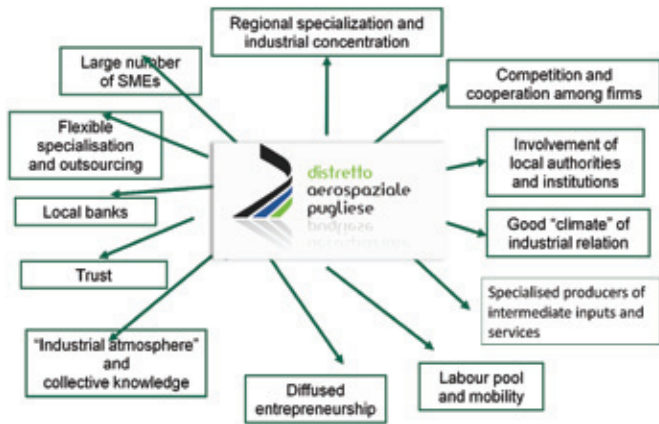 Regional specialization and
industrial concentration
Large number
of SMEs
Competition and
cooperation among firms
Flexible
specialisation
and outsourcing
distretto
aerospaziale
pugliese
Involvement of
local authorities
and institutions
Local banks
Good "climate" of
industrial relation
Trust
Specialised producers of
intermediate inputs and
services
"Industrial atmosphere"
and
collective knowledge
Diffused
entrepreneurship
Labour pool
and mobility